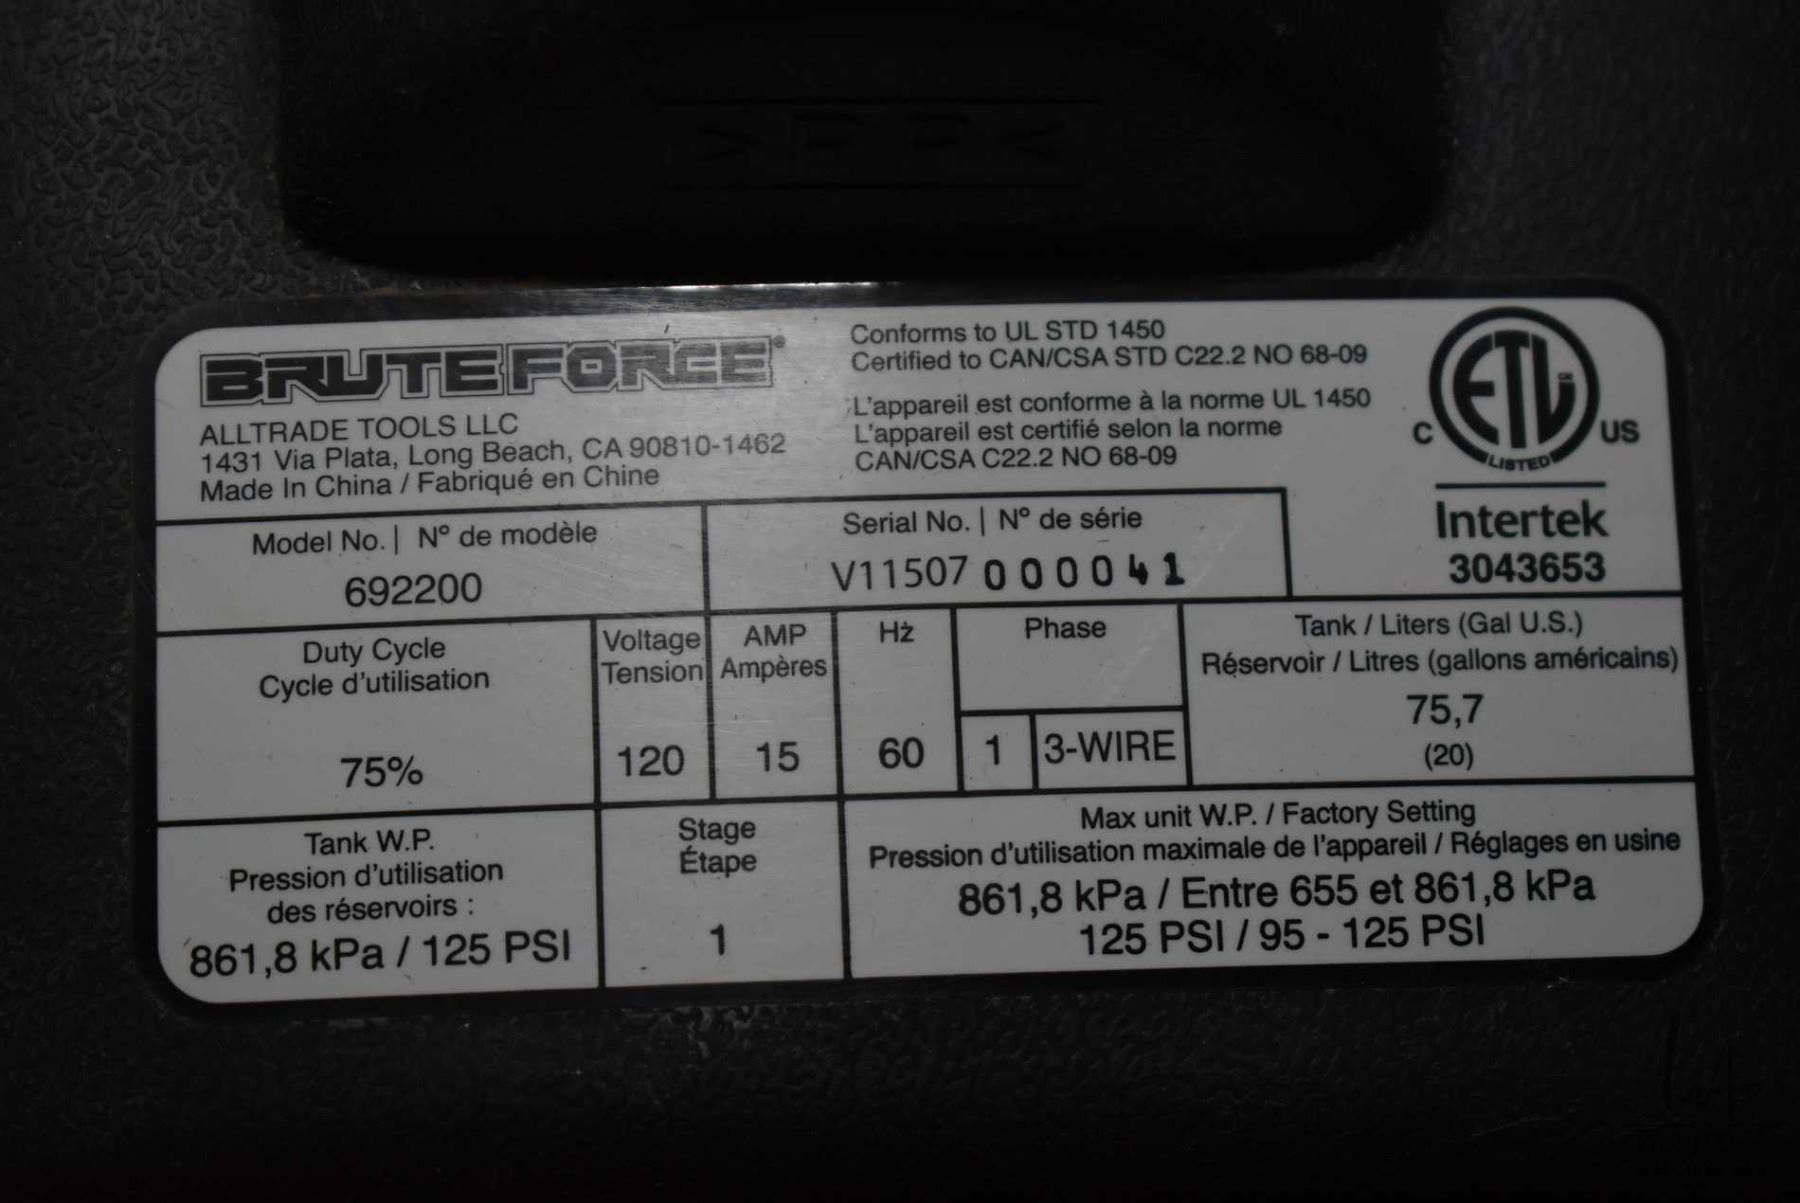 >PP<
BRUTE FORCE®
ALLTRADE TOOLS LLC
1431 Via Plata, Long Beach, CA 90810-1462
Made In China / Fabriqué en Chine
Conforms to UL STD 1450
Certified to CAN/CSA STD C22.2 NO 68-09
L'appareil est conforme à la norme UL 1450
L'appareil est certifié selon la norme
CAN/CSA C22.2 NO 68-09
ETL CM
C US
LISTED
Intertek
3043653
Model No. | N° de modèle
692200
Serial No. | N° de série
V11507 000041
Duty Cycle
Cycle d'utilisation
75%
Voltage
Tension
120
AMP
Ampères
15
Hz
60
Phase
1 3-WIRE
Tank / Liters (Gal U.S.)
Réservoir / Litres (gallons américains)
75,7
(20)
Tank W.P.
Pression d'utilisation
des réservoirs :
861,8 kPa / 125 PSI
Stage
Étape
1
Max unit W.P. / Factory Setting
Pression d'utilisation maximale de l'appareil / Réglages en usine
861,8 kPa / Entre 655 et 861,8 kPa
125 PSI / 95 - 125 PSI